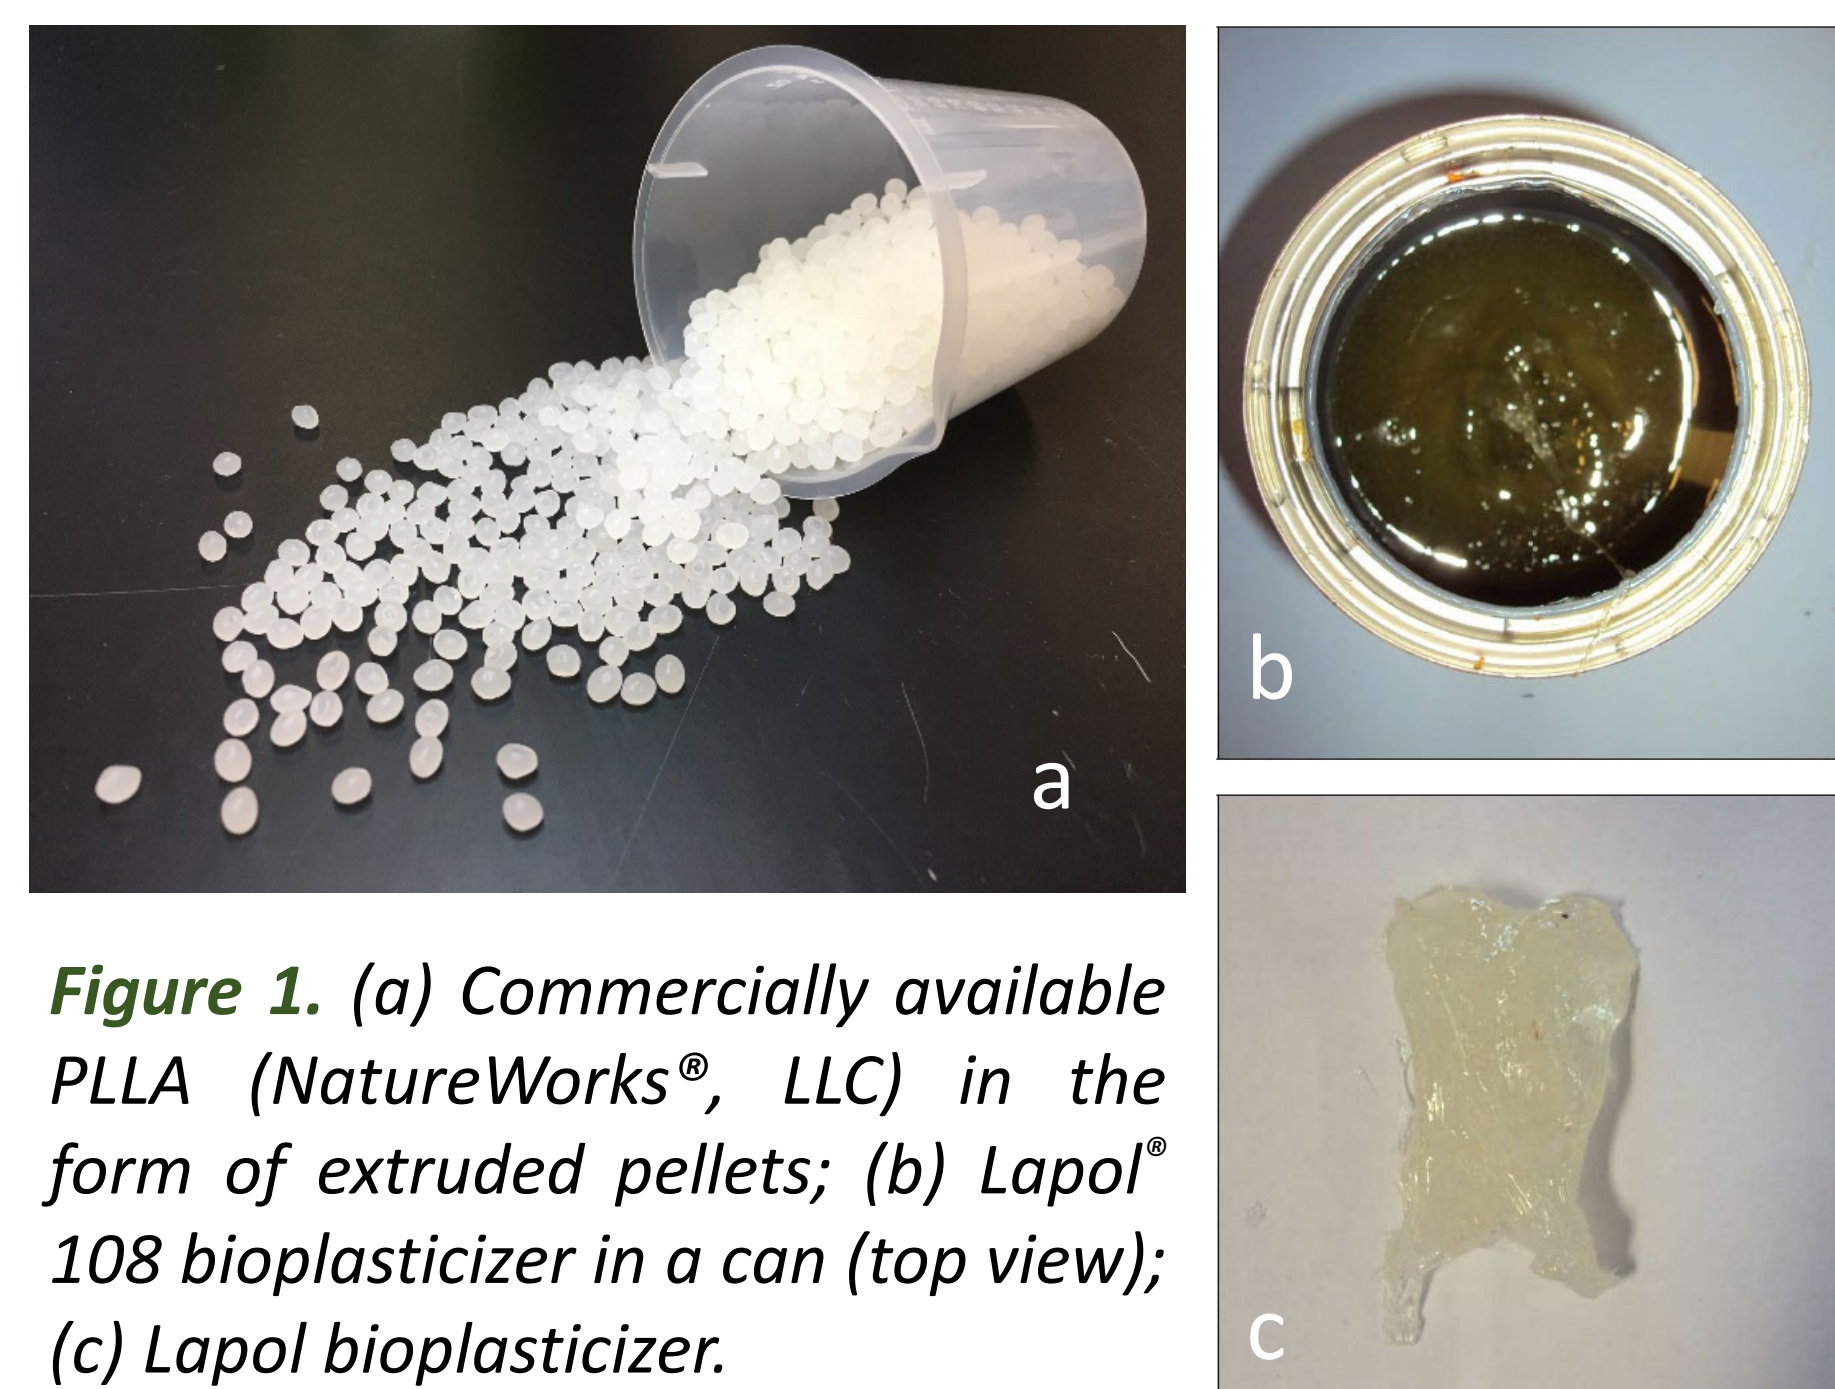 a
b
c
Figure 1. (a) Commercially available
PLLA (NatureWorks®, LLC) in the
form of extruded pellets; (b) Lapol®
108 bioplasticizer in a can (top view);
(c) Lapol bioplasticizer.